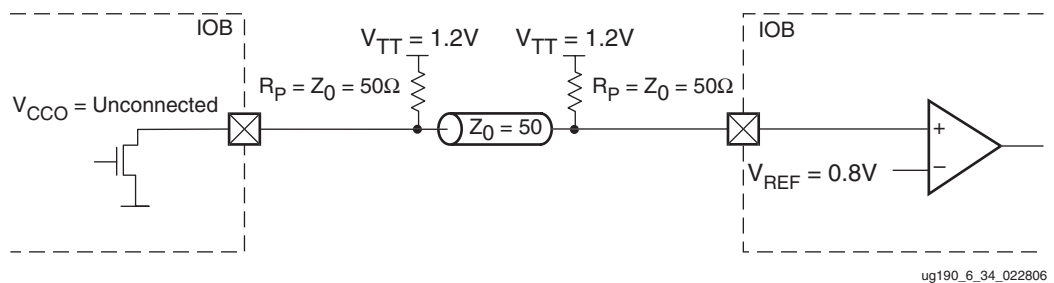 IOB
IOB
V_TT = 1.2V
V_TT = 1.2V
R_P = Z_0 = 50Ω
R_P = Z_0 = 50Ω
V_CCO = Unconnected
Z_0 = 50
+
–
V_REF = 0.8V
ug190_6_34_022806